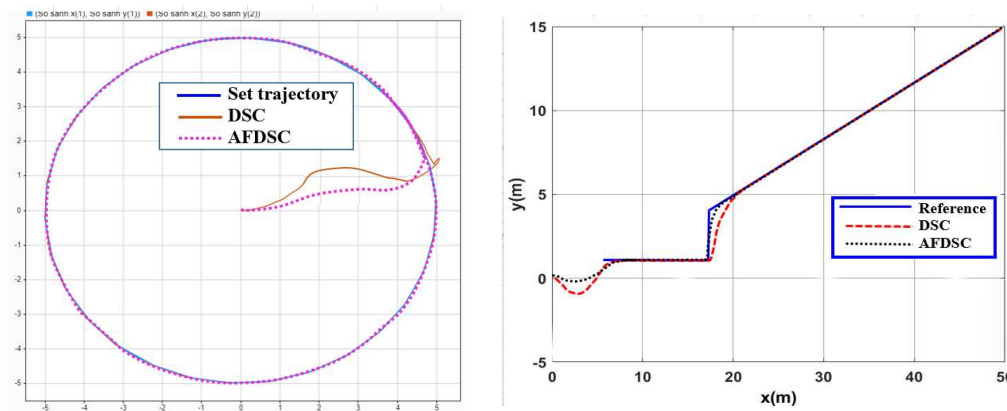 (So sanh x(1), So sanh y(1)) (So sanh x(2), So sanh y(2))
5
4
3
2
1
0
-1
-2
-3
-4
-5
-5 -4 -3 -2 -1 0 1 2 3 4 5
Set trajectory
DSC
AFDSC
y(m)
15
10
5
0
-5
0 10 20 30 40 50
x(m)
Reference
DSC
AFDSC